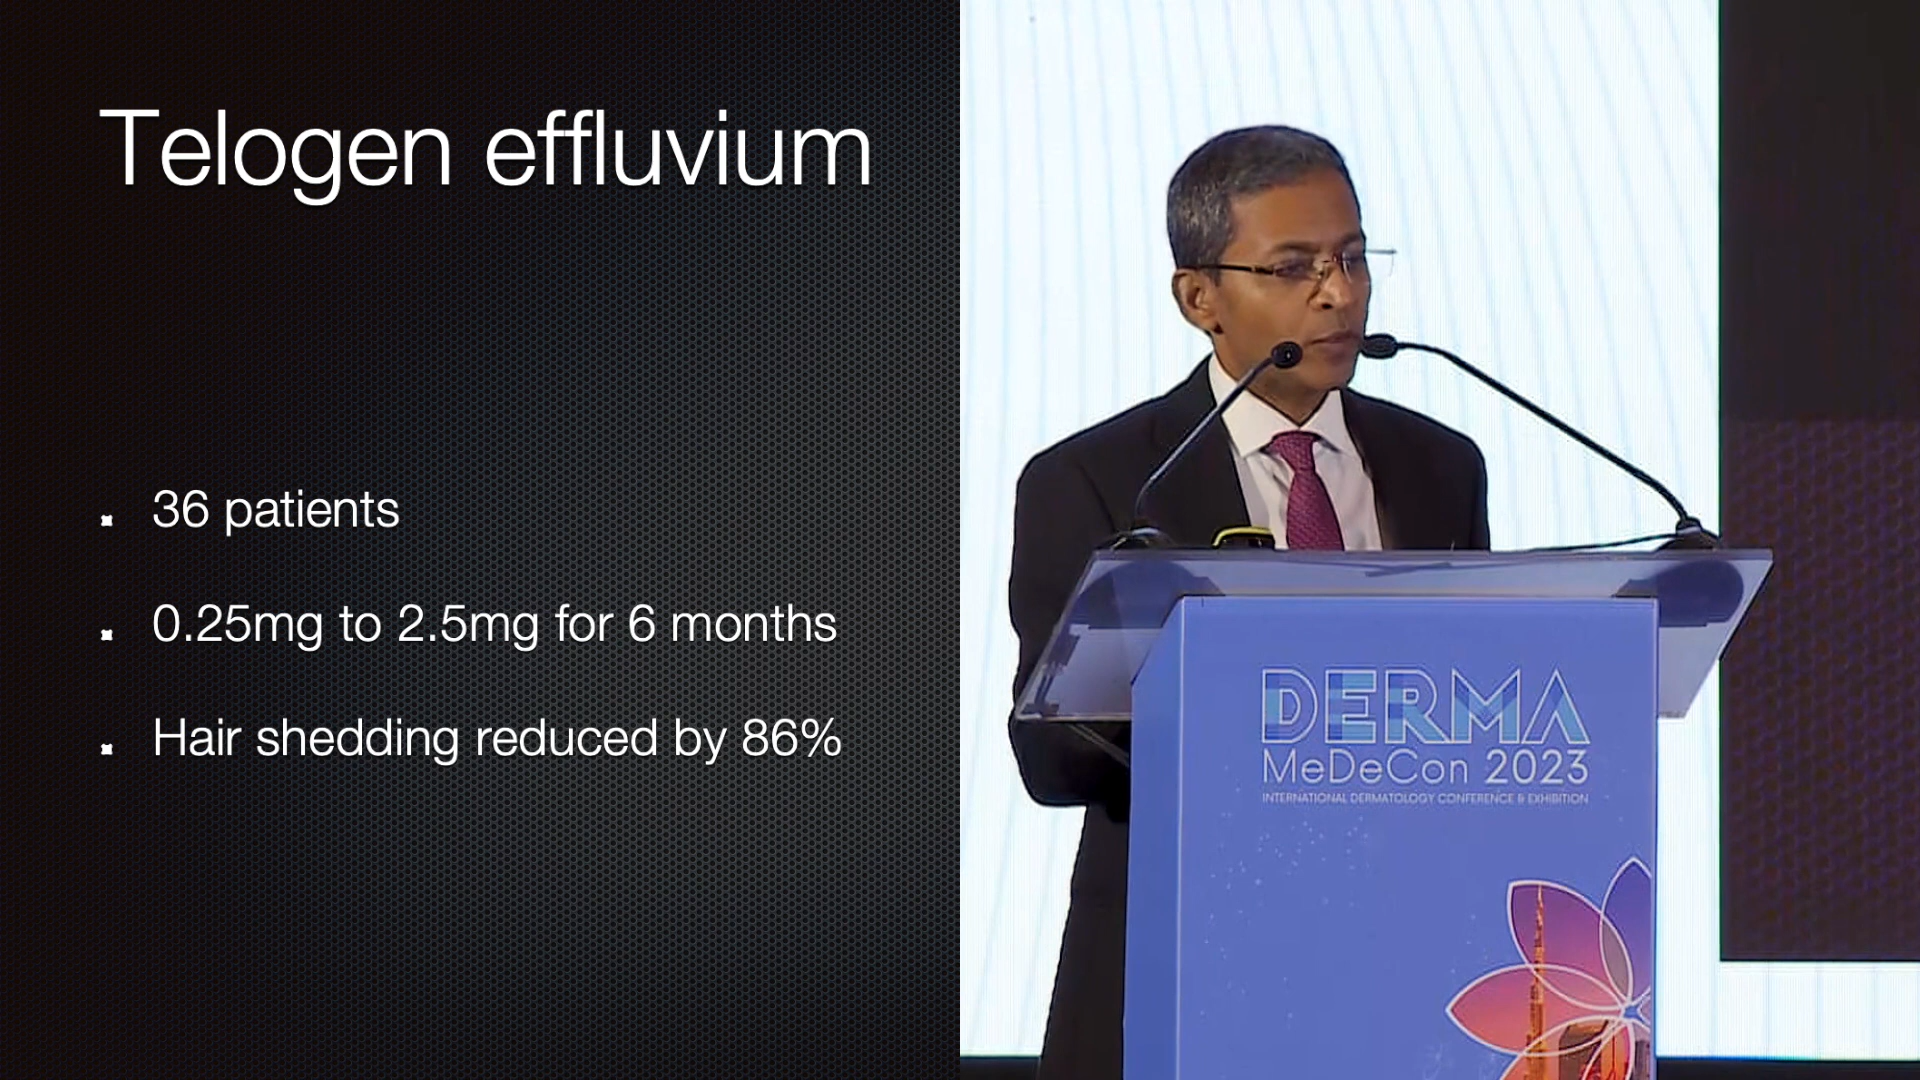 Telogen effluvium
36 patients
0.25mg to 2.5mg for 6 months
Hair shedding reduced by 86%
DERMA
MeDeCon 2023
INTERNATIONAL DERMATOLOGY CONFERENCE & EXHIBITION